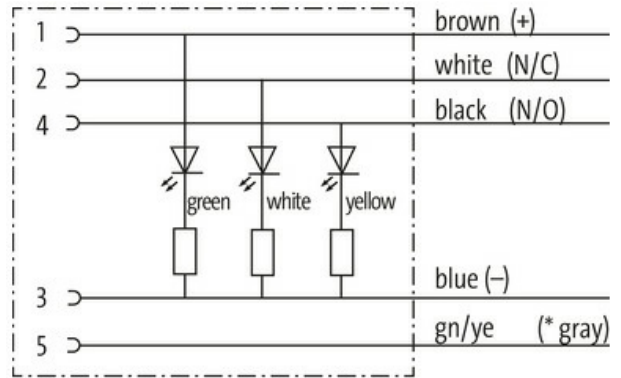 1 brown (+)
2 white (N/C)
4 black (N/O)
green white yellow
3 blue (–)
5 gn/ye (* gray)